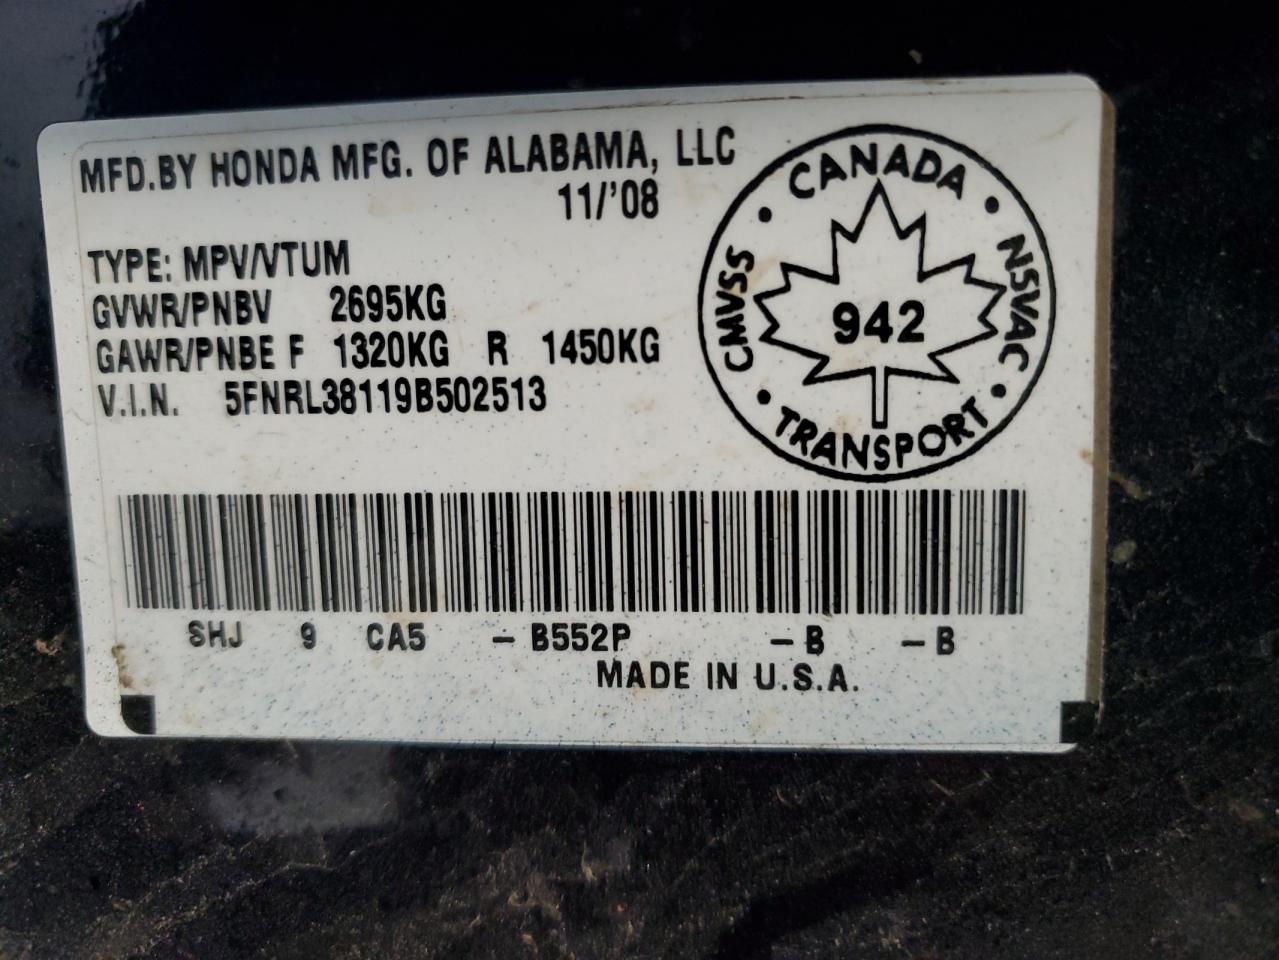 MFD.BY HONDA MFG. OF ALABAMA, LLC
11/'08
TYPE: MPV/VTUM
GVWR/PNBV 2695KG
GAWR/PNBE F 1320KG R 1450KG
V.I.N. 5FNRL38119B502513
CANADA
CMVSS
NSVAC
942
TRANSPORT
SHJ 9 CA5 - B552P - B - B
MADE IN U.S.A.